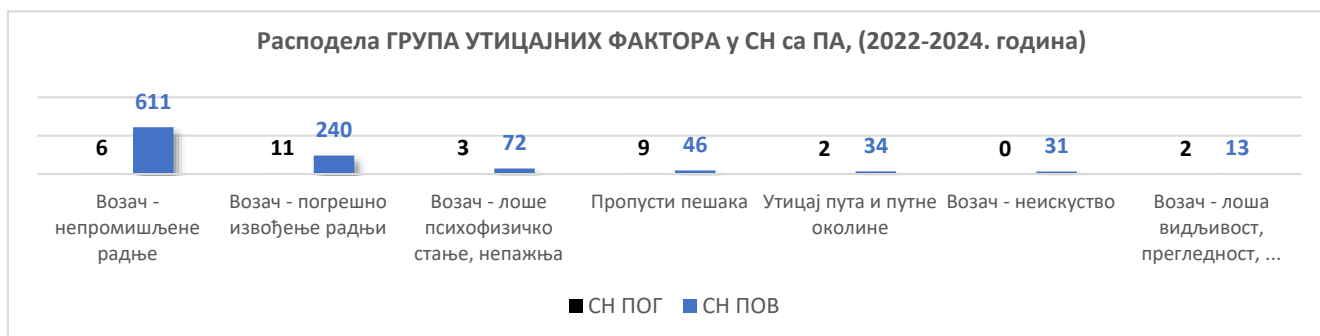 Расподела ГРУПА УТИЦАЈНИХ ФАКТОРА у СН са ПА, (2022-2024. година)
6 611 11 240 3 72 9 46 2 34 0 31 2 13
Возач -
непромишљене
радње
Возач - погрешно
извођење радњи
Возач - лоше
психофизичко
стање, непажња
Пропусти пешака
Утицај пута и путне
околине
Возач - неискуство
Возач - лоша
видљивост,
прегледност, ...
СН ПОГ СН ПОВ